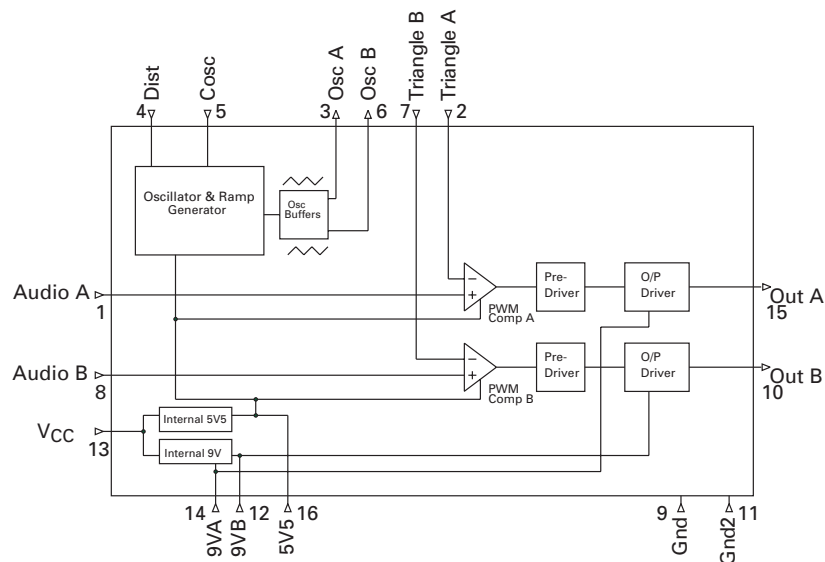 Dist
4
Cosc
5
Osc A
3
Osc B
6
Triangle B
7
Triangle A
2
Oscillator & Ramp
Generator
Osc
Buffers
Audio A
1
PWM
Comp A
Pre-
Driver
O/P
Driver
Out A
15
Audio B
8
PWM
Comp B
Pre-
Driver
O/P
Driver
Out B
10
VCC
13
Internal 5V5
Internal 9V
14
9VA
12
9VB
16
5V5
9
Gnd
11
Gnd2